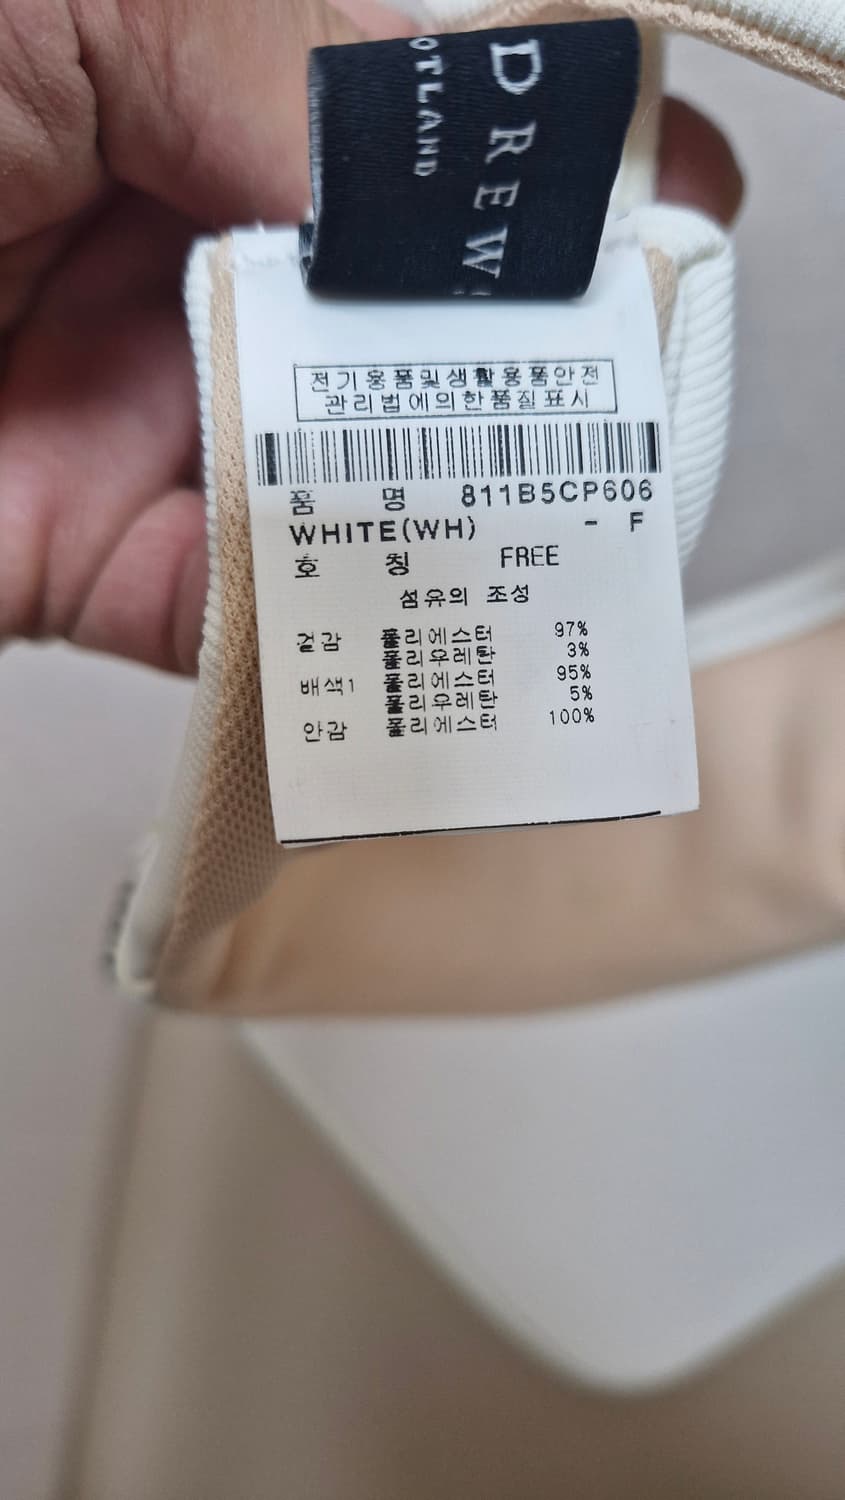 DREW
OTLAND
전기용품및생활용품안전
관리법에의한품질표시
품 명 811B5CP606
WHITE(WH) - F
호 칭 FREE
섬유의 조성
겉감 폴리에스터 97%
폴리우레탄 3%
배색1 폴리에스터 95%
폴리우레탄 5%
안감 폴리에스터 100%